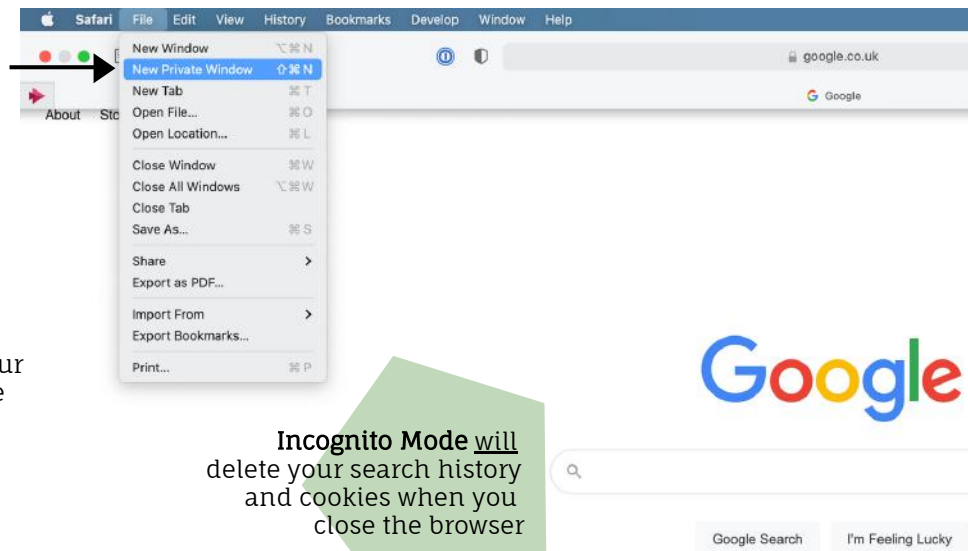 Safari File Edit View History Bookmarks Develop Window Help
New Window ⌥⌘N
New Private Window ⇧⌘N
google.co.uk
New Tab ⌘T
Google
About
Open File... ⌘O
Open Location... ⌘L
Close Window ⌘W
Close All Windows ⌥⌘W
Close Tab
Save As... ⌘S
Share >
Export as PDF...
Import From >
Export Bookmarks...
Print... ⌘P
Google
Incognito Mode will
delete your search history
and cookies when you
close the browser
Google Search I'm Feeling Lucky